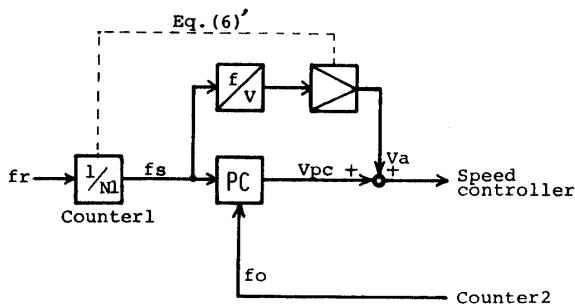 Eq.(6)'
f
V
fr
1/N1
fs
PC
Vpc +
Va
+
Speed
controller
Counter1
fo
Counter2